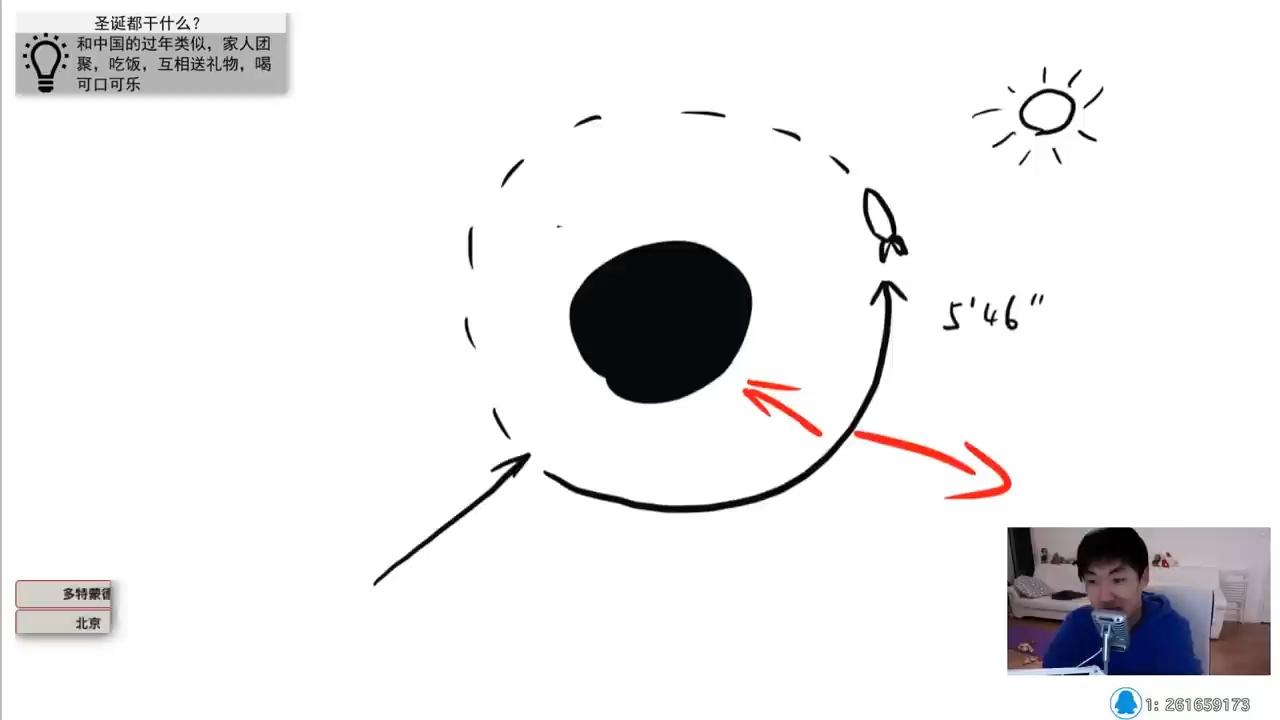 圣诞都干什么?
和中国的过年类似，家人团
聚，吃饭，互相送礼物，喝
可口可乐
5'46"
多特蒙德
北京
1: 261659173